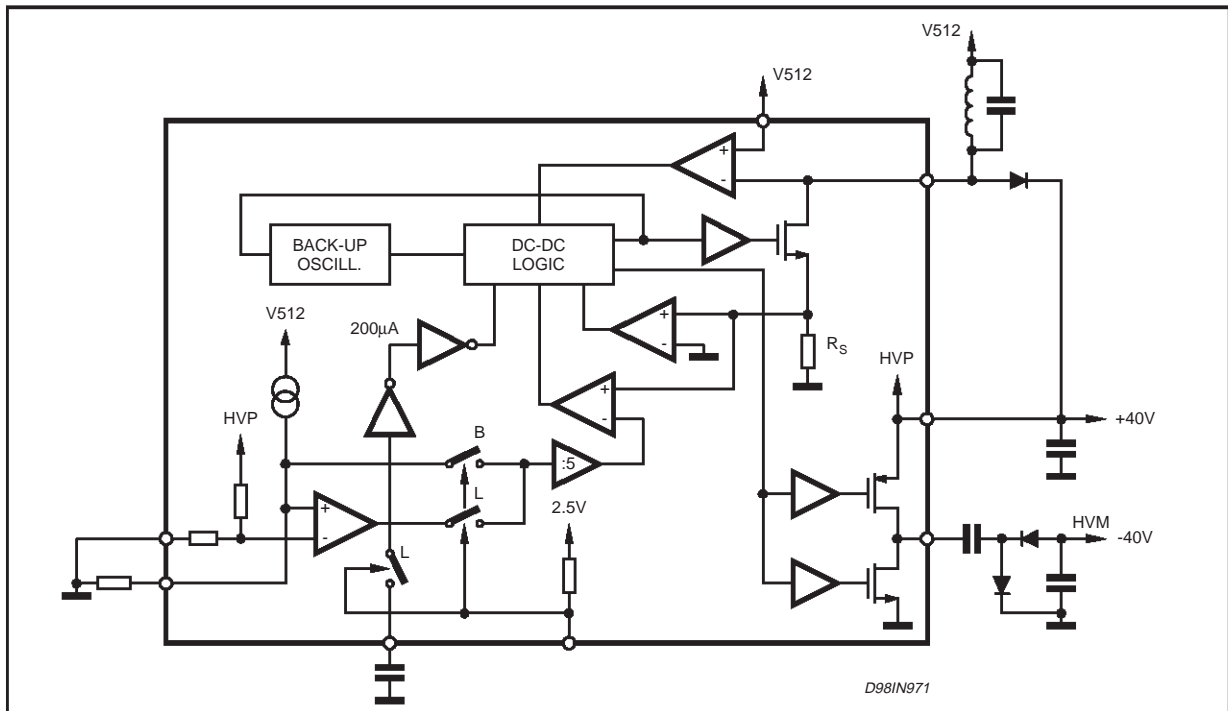 V512
V512
+
-
BACK-UP
OSCILL.
DC-DC
LOGIC
V512
200µA
+
-
RS
HVP
HVP
+
-
+40V
B
:5
L
2.5V
+
-
L
HVM
-40V
D98IN971